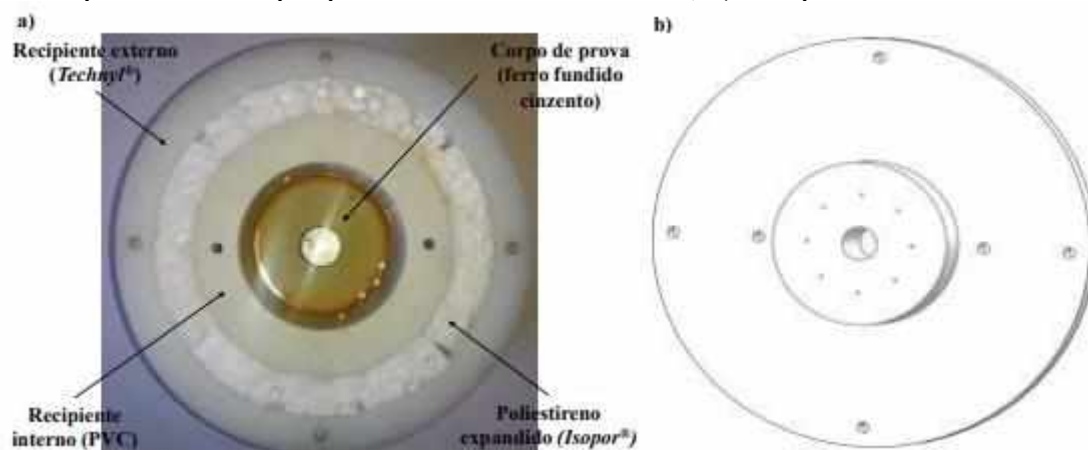 a)
Recipiente externo
(Technyl®)
Corpo de prova
(ferro fundido
cinzento)
Recipiente
interno (PVC)
Poliestireno
expandido (Isopor®)
b)